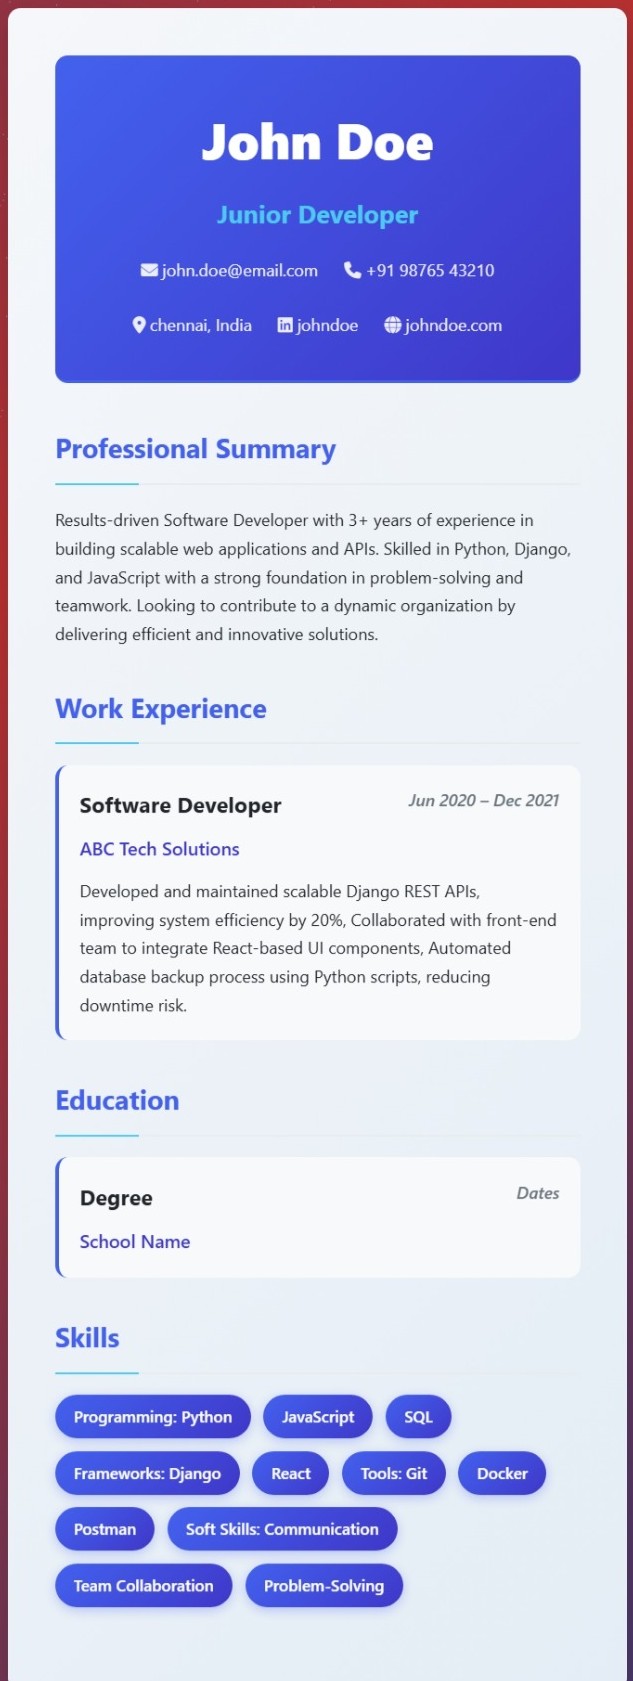 John Doe
Junior Developer
john.doe@email.com +91 98765 43210
chennai, India johndoe johndoe.com
Professional Summary
Results-driven Software Developer with 3+ years of experience in
building scalable web applications and APIs. Skilled in Python, Django,
and JavaScript with a strong foundation in problem-solving and
teamwork. Looking to contribute to a dynamic organization by
delivering efficient and innovative solutions.
Work Experience
Software Developer Jun 2020 – Dec 2021
ABC Tech Solutions
Developed and maintained scalable Django REST APIs,
improving system efficiency by 20%, Collaborated with front-end
team to integrate React-based UI components, Automated
database backup process using Python scripts, reducing
downtime risk.
Education
Degree Dates
School Name
Skills
Programming: Python JavaScript SQL
Frameworks: Django React Tools: Git Docker
Postman Soft Skills: Communication
Team Collaboration Problem-Solving